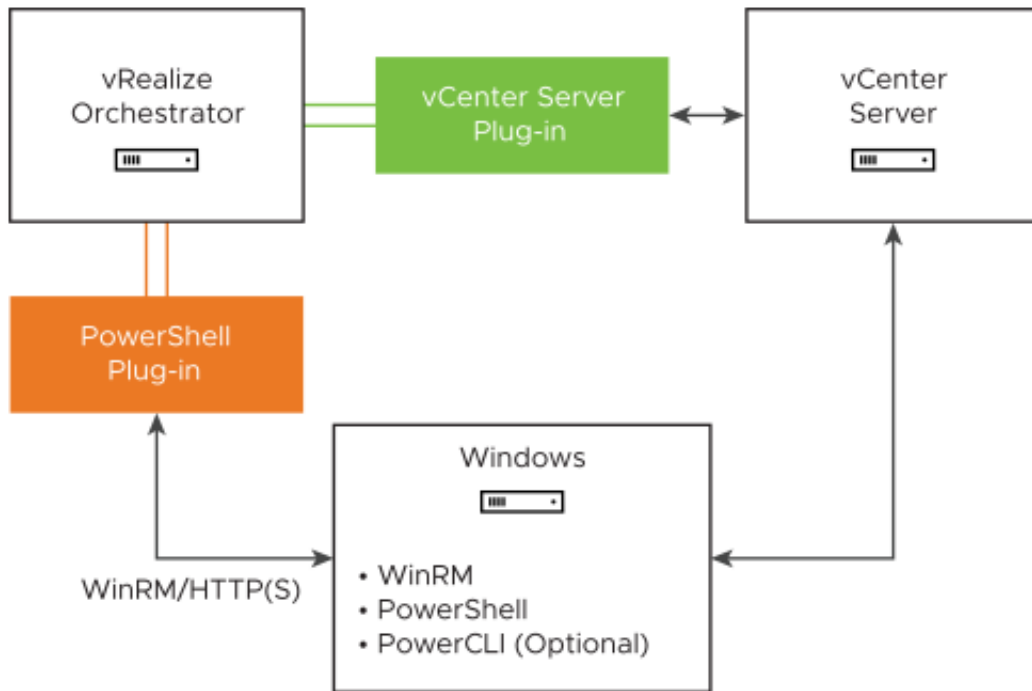 vRealize
Orchestrator
vCenter Server
Plug-in
vCenter
Server
PowerShell
Plug-in
WinRM/HTTP(S)
Windows
• WinRM
• PowerShell
• PowerCLI (Optional)